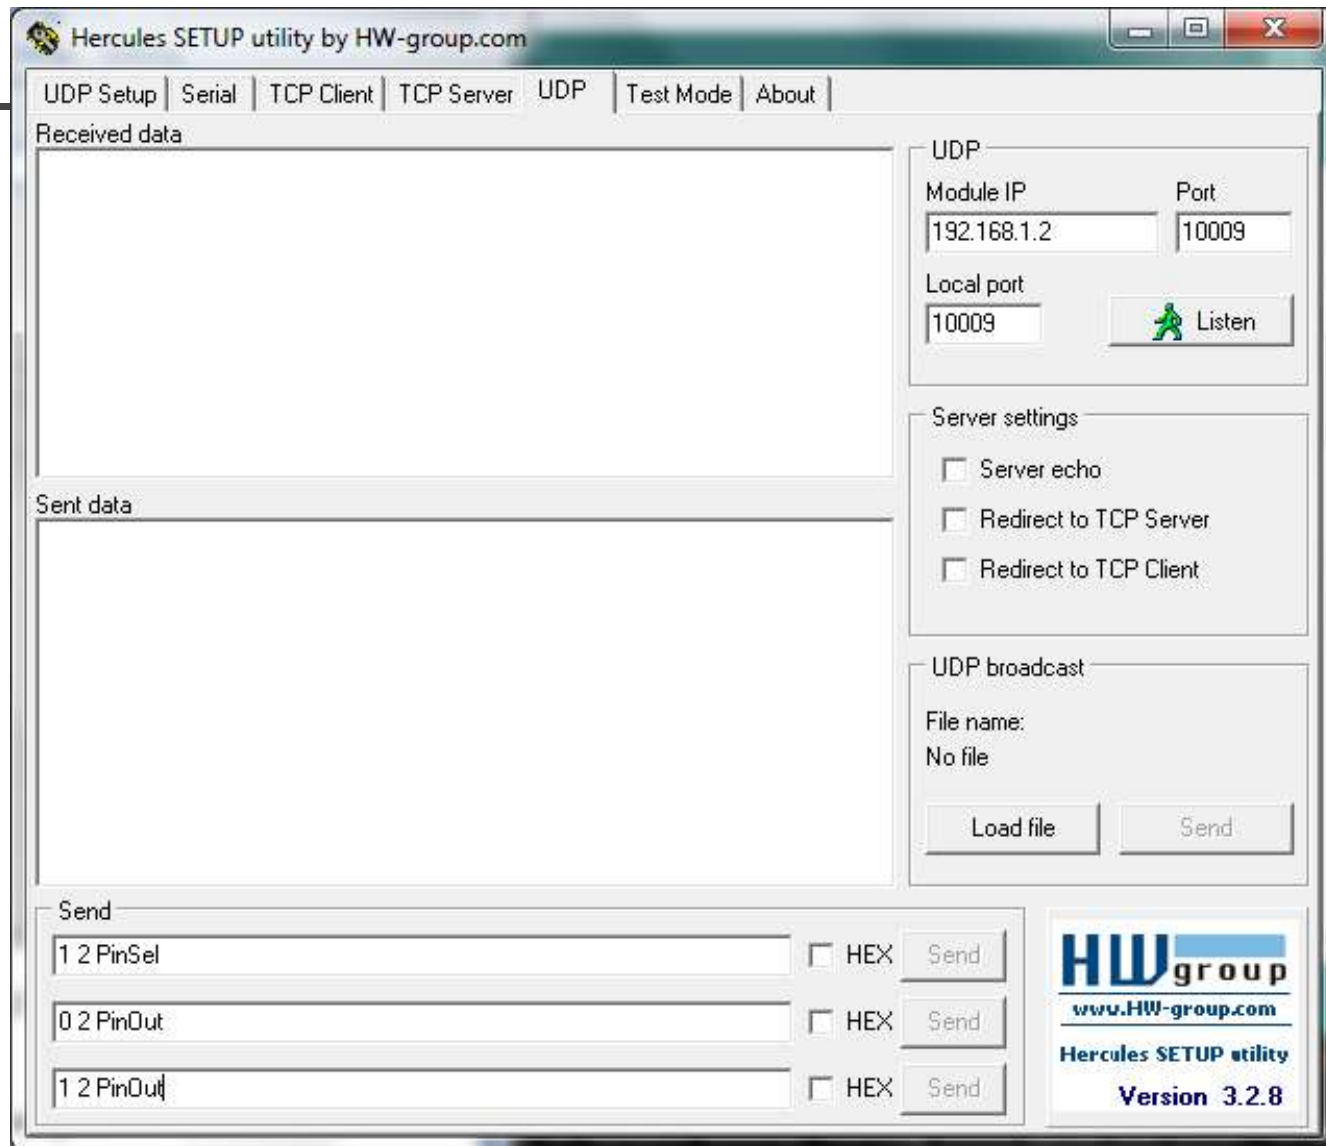 Hercules SETUP utility by HW-group.com
UDP Setup Serial TCP Client TCP Server UDP Test Mode About
Received data
UDP
Module IP Port
192.168.1.2 10009
Local port
10009 Listen
Server settings
Server echo
Redirect to TCP Server
Redirect to TCP Client
Sent data
UDP broadcast
File name:
No file
Load file Send
Send
1 2 PinSel HEX Send
0 2 PinOut HEX Send
1 2 PinOut HEX Send
HW group
www.HW-group.com
Hercules SETUP utility
Version 3.2.8